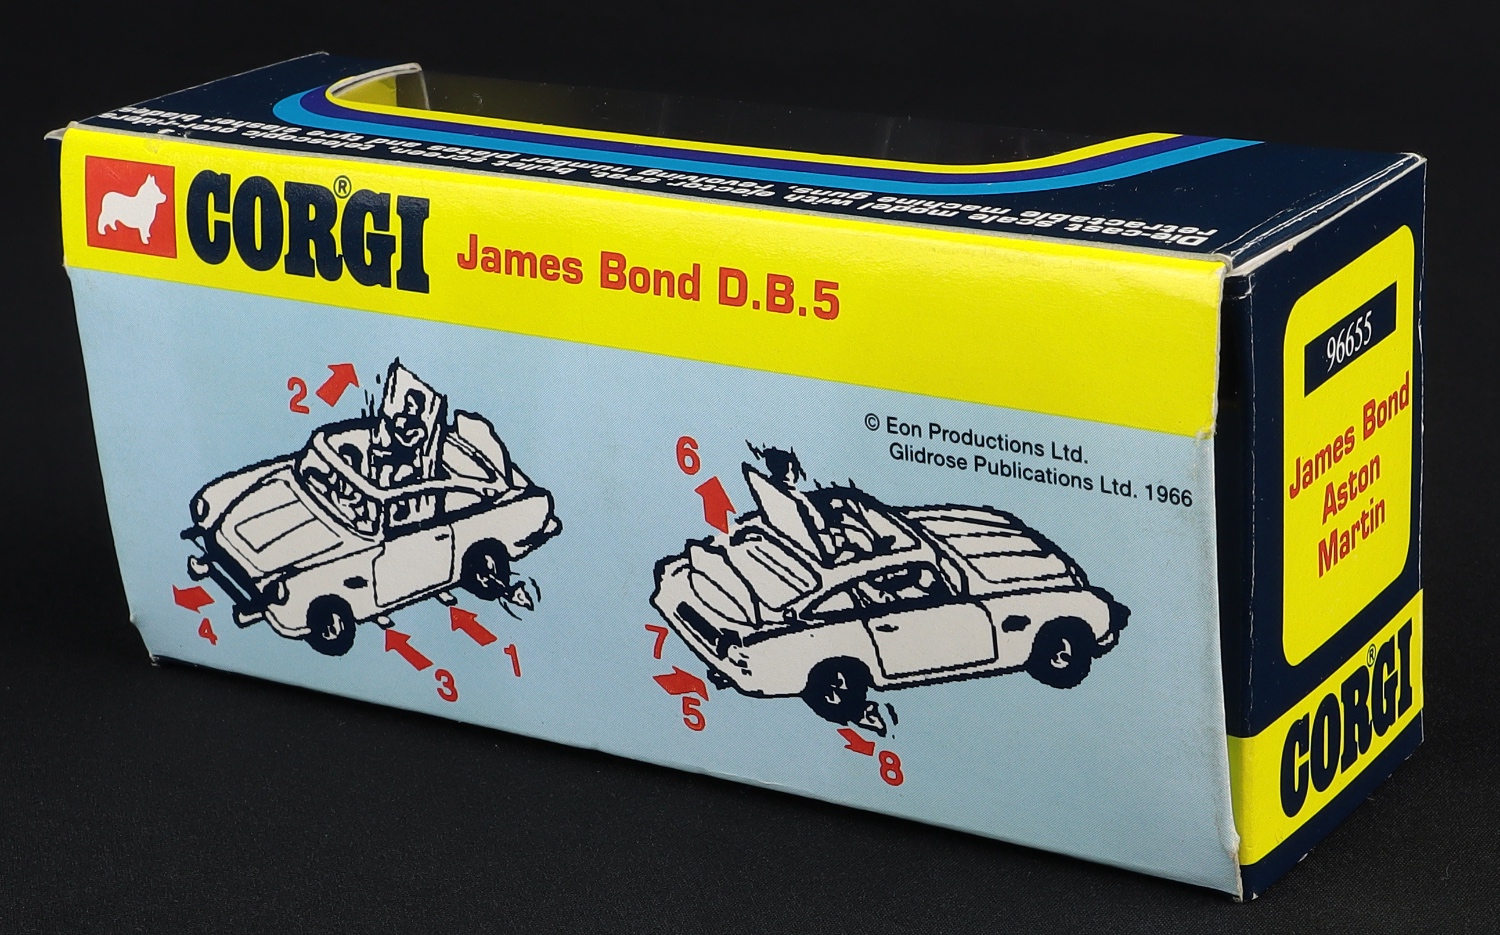 Die-cast scale model with ejector seat, bullet screen, telescopic over-riders
retractable machine guns, revolving number plates and tyre slasher blades
CORGI®
James Bond D.B.5
2
4
3
1
© Eon Productions Ltd.
Glidrose Publications Ltd. 1966
6
7
5
8
96655
James Bond
Aston
Martin
CORGI®